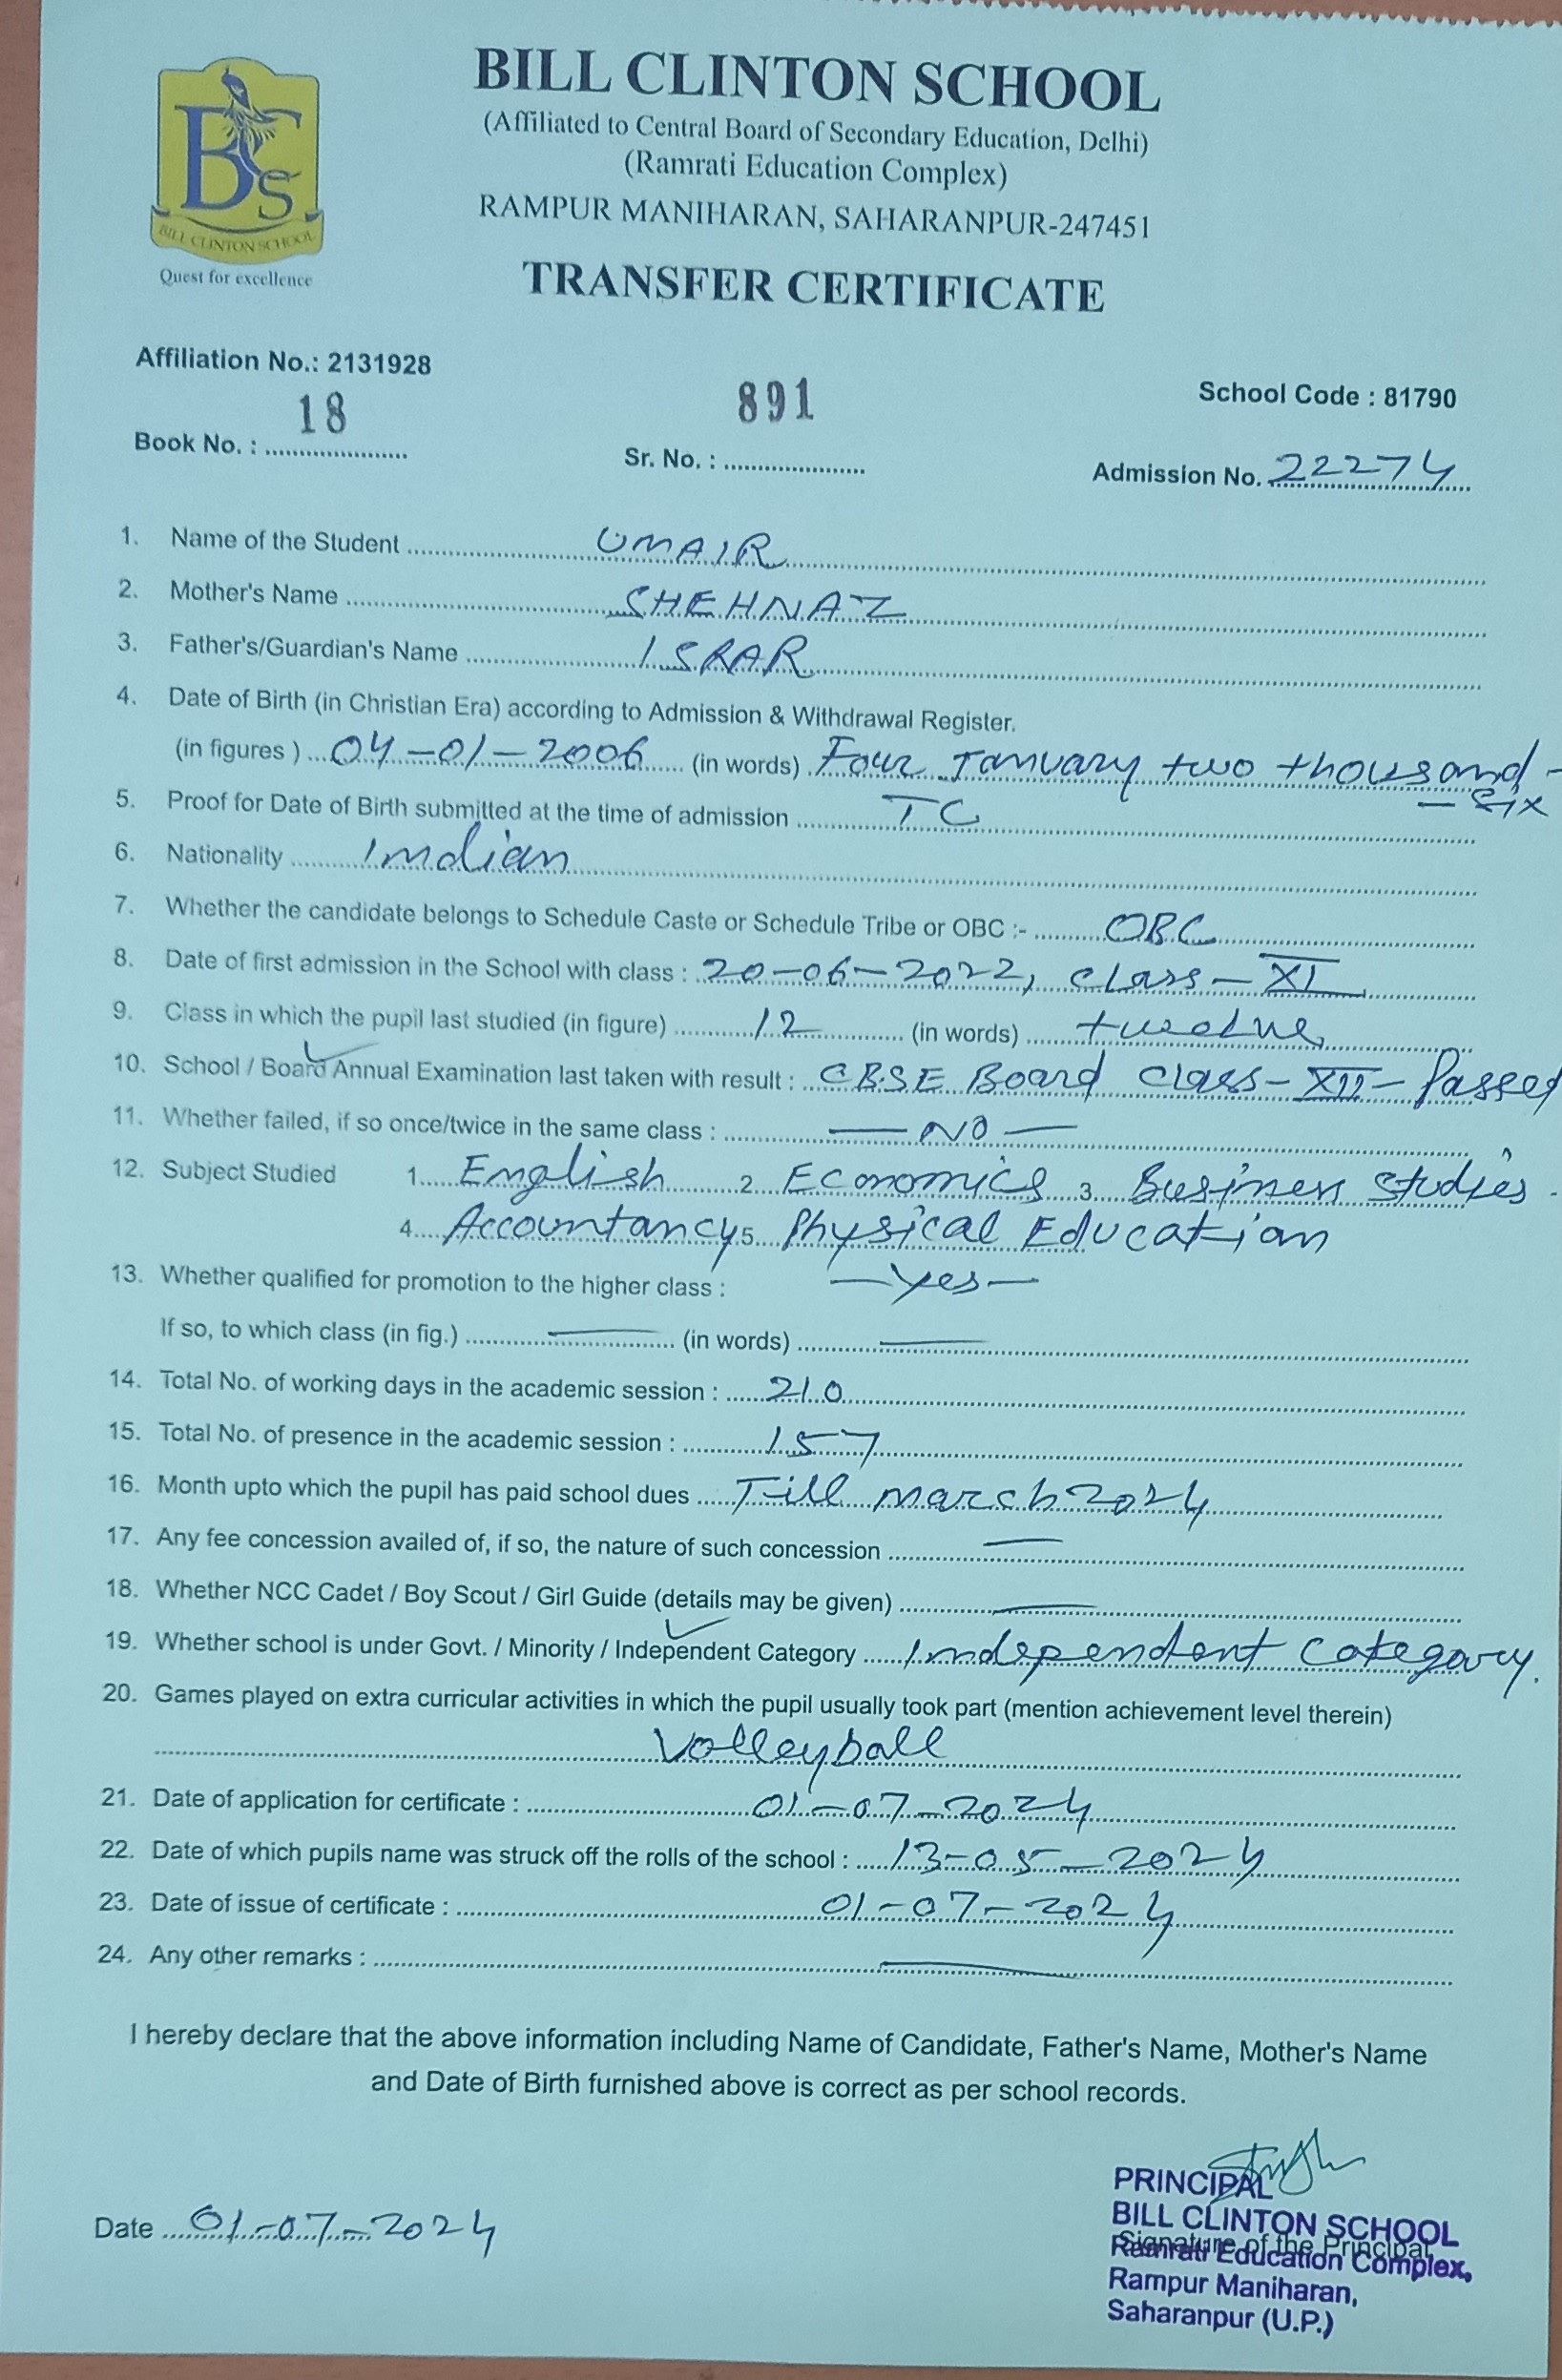 BILL CLINTON SCHOOL
(Affiliated to Central Board of Secondary Education, Delhi)
(Ramrati Education Complex)
RAMPUR MANIHARAN, SAHARANPUR-247451
BCS
BILL CLINTON SCHOOL
Quest for excellence
TRANSFER CERTIFICATE
Affiliation No.: 2131928
School Code : 81790
Book No. : 18 Sr. No. : 891 Admission No. 22274
1. Name of the Student UMAIR
2. Mother's Name SHEHNAZ
3. Father's/Guardian's Name ISRAR
4. Date of Birth (in Christian Era) according to Admission & Withdrawal Register.
(in figures ) 04-01-2006 (in words) Four January two thousand -
- Six
5. Proof for Date of Birth submitted at the time of admission TC
6. Nationality Indian
7. Whether the candidate belongs to Schedule Caste or Schedule Tribe or OBC :- OBC
8. Date of first admission in the School with class : 20-06-2022, class-XI
9. Class in which the pupil last studied (in figure) 12 (in words) twelve
10. School / Board Annual Examination last taken with result : CBSE Board Class-XII- Passed
11. Whether failed, if so once/twice in the same class : — NO —
12. Subject Studied 1. English 2. Economics 3. Business Studies
4. Accountancy 5. Physical Education
13. Whether qualified for promotion to the higher class : — Yes —
If so, to which class (in fig.) — (in words) —
14. Total No. of working days in the academic session : 210
15. Total No. of presence in the academic session : 157
16. Month upto which the pupil has paid school dues Till march 2024
17. Any fee concession availed of, if so, the nature of such concession —
18. Whether NCC Cadet / Boy Scout / Girl Guide (details may be given) —
19. Whether school is under Govt. / Minority / Independent Category Independent category.
20. Games played on extra curricular activities in which the pupil usually took part (mention achievement level therein)
Volleyball
21. Date of application for certificate : 01-07-2024
22. Date of which pupils name was struck off the rolls of the school : 13-05-2024
23. Date of issue of certificate : 01-07-2024
24. Any other remarks : —
I hereby declare that the above information including Name of Candidate, Father's Name, Mother's Name
and Date of Birth furnished above is correct as per school records.
Date 01-07-2024
PRINCIPAL
BILL CLINTON SCHOOL
Signature of the Principal
Ramrati Education Complex,
Rampur Maniharan,
Saharanpur (U.P.)